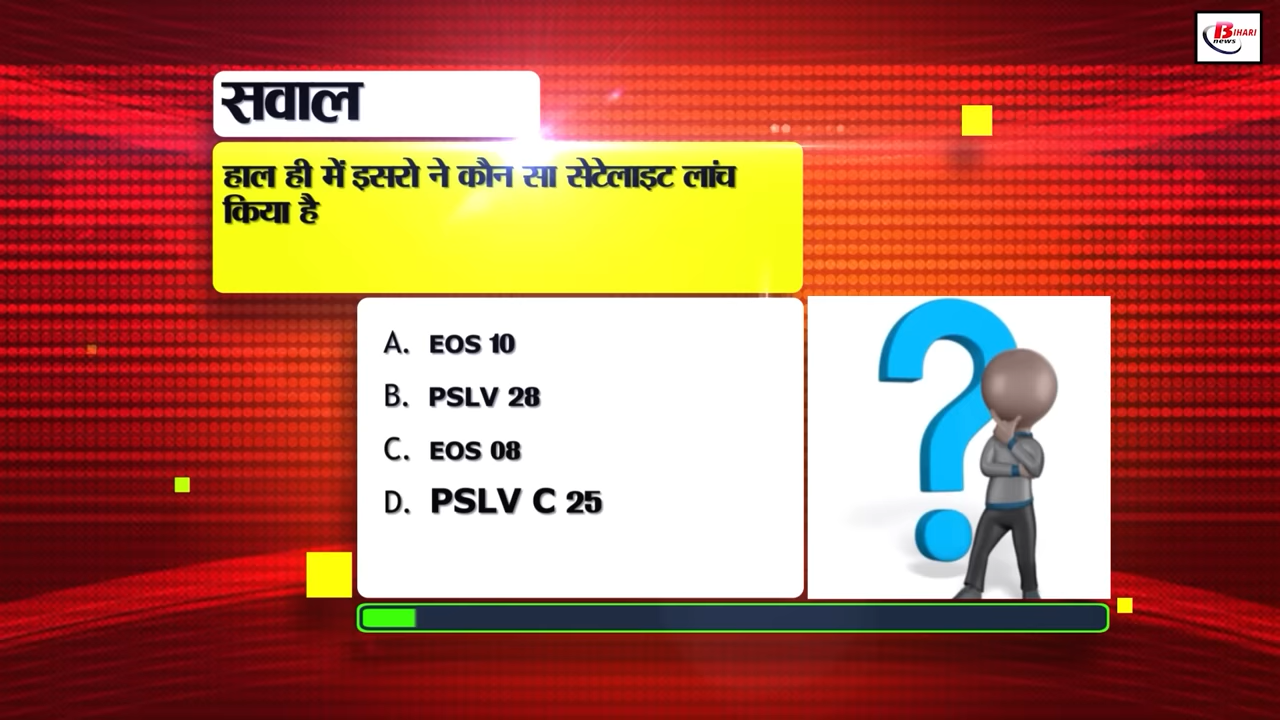 BIHARI
news
सवाल
हाल ही में इसरो ने कौन सा सेटेलाइट लांच
किया है
A. EOS 10
B. PSLV 28
C. EOS 08
D. PSLV C 25